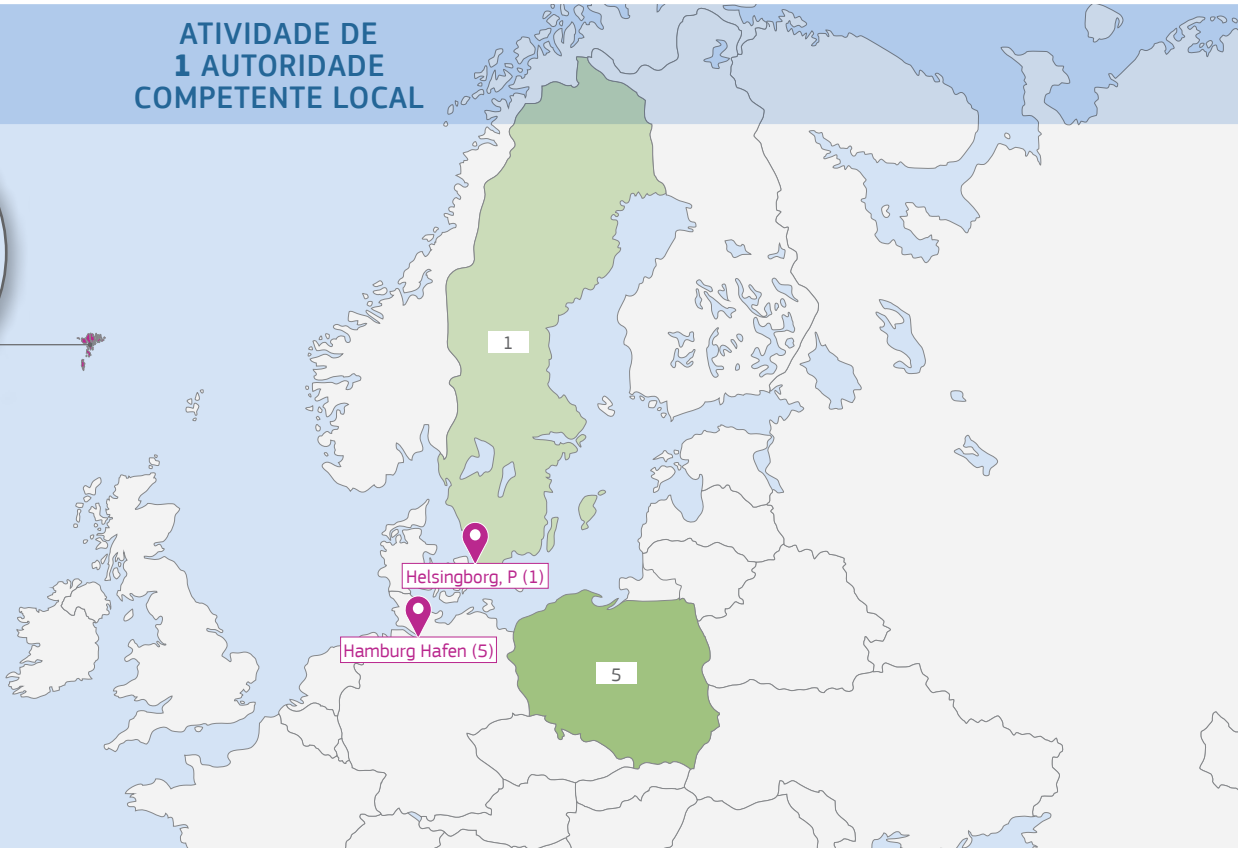 ATIVIDADE DE
1 AUTORIDADE
COMPETENTE LOCAL
1
Helsingborg, P (1)
Hamburg Hafen (5)
5